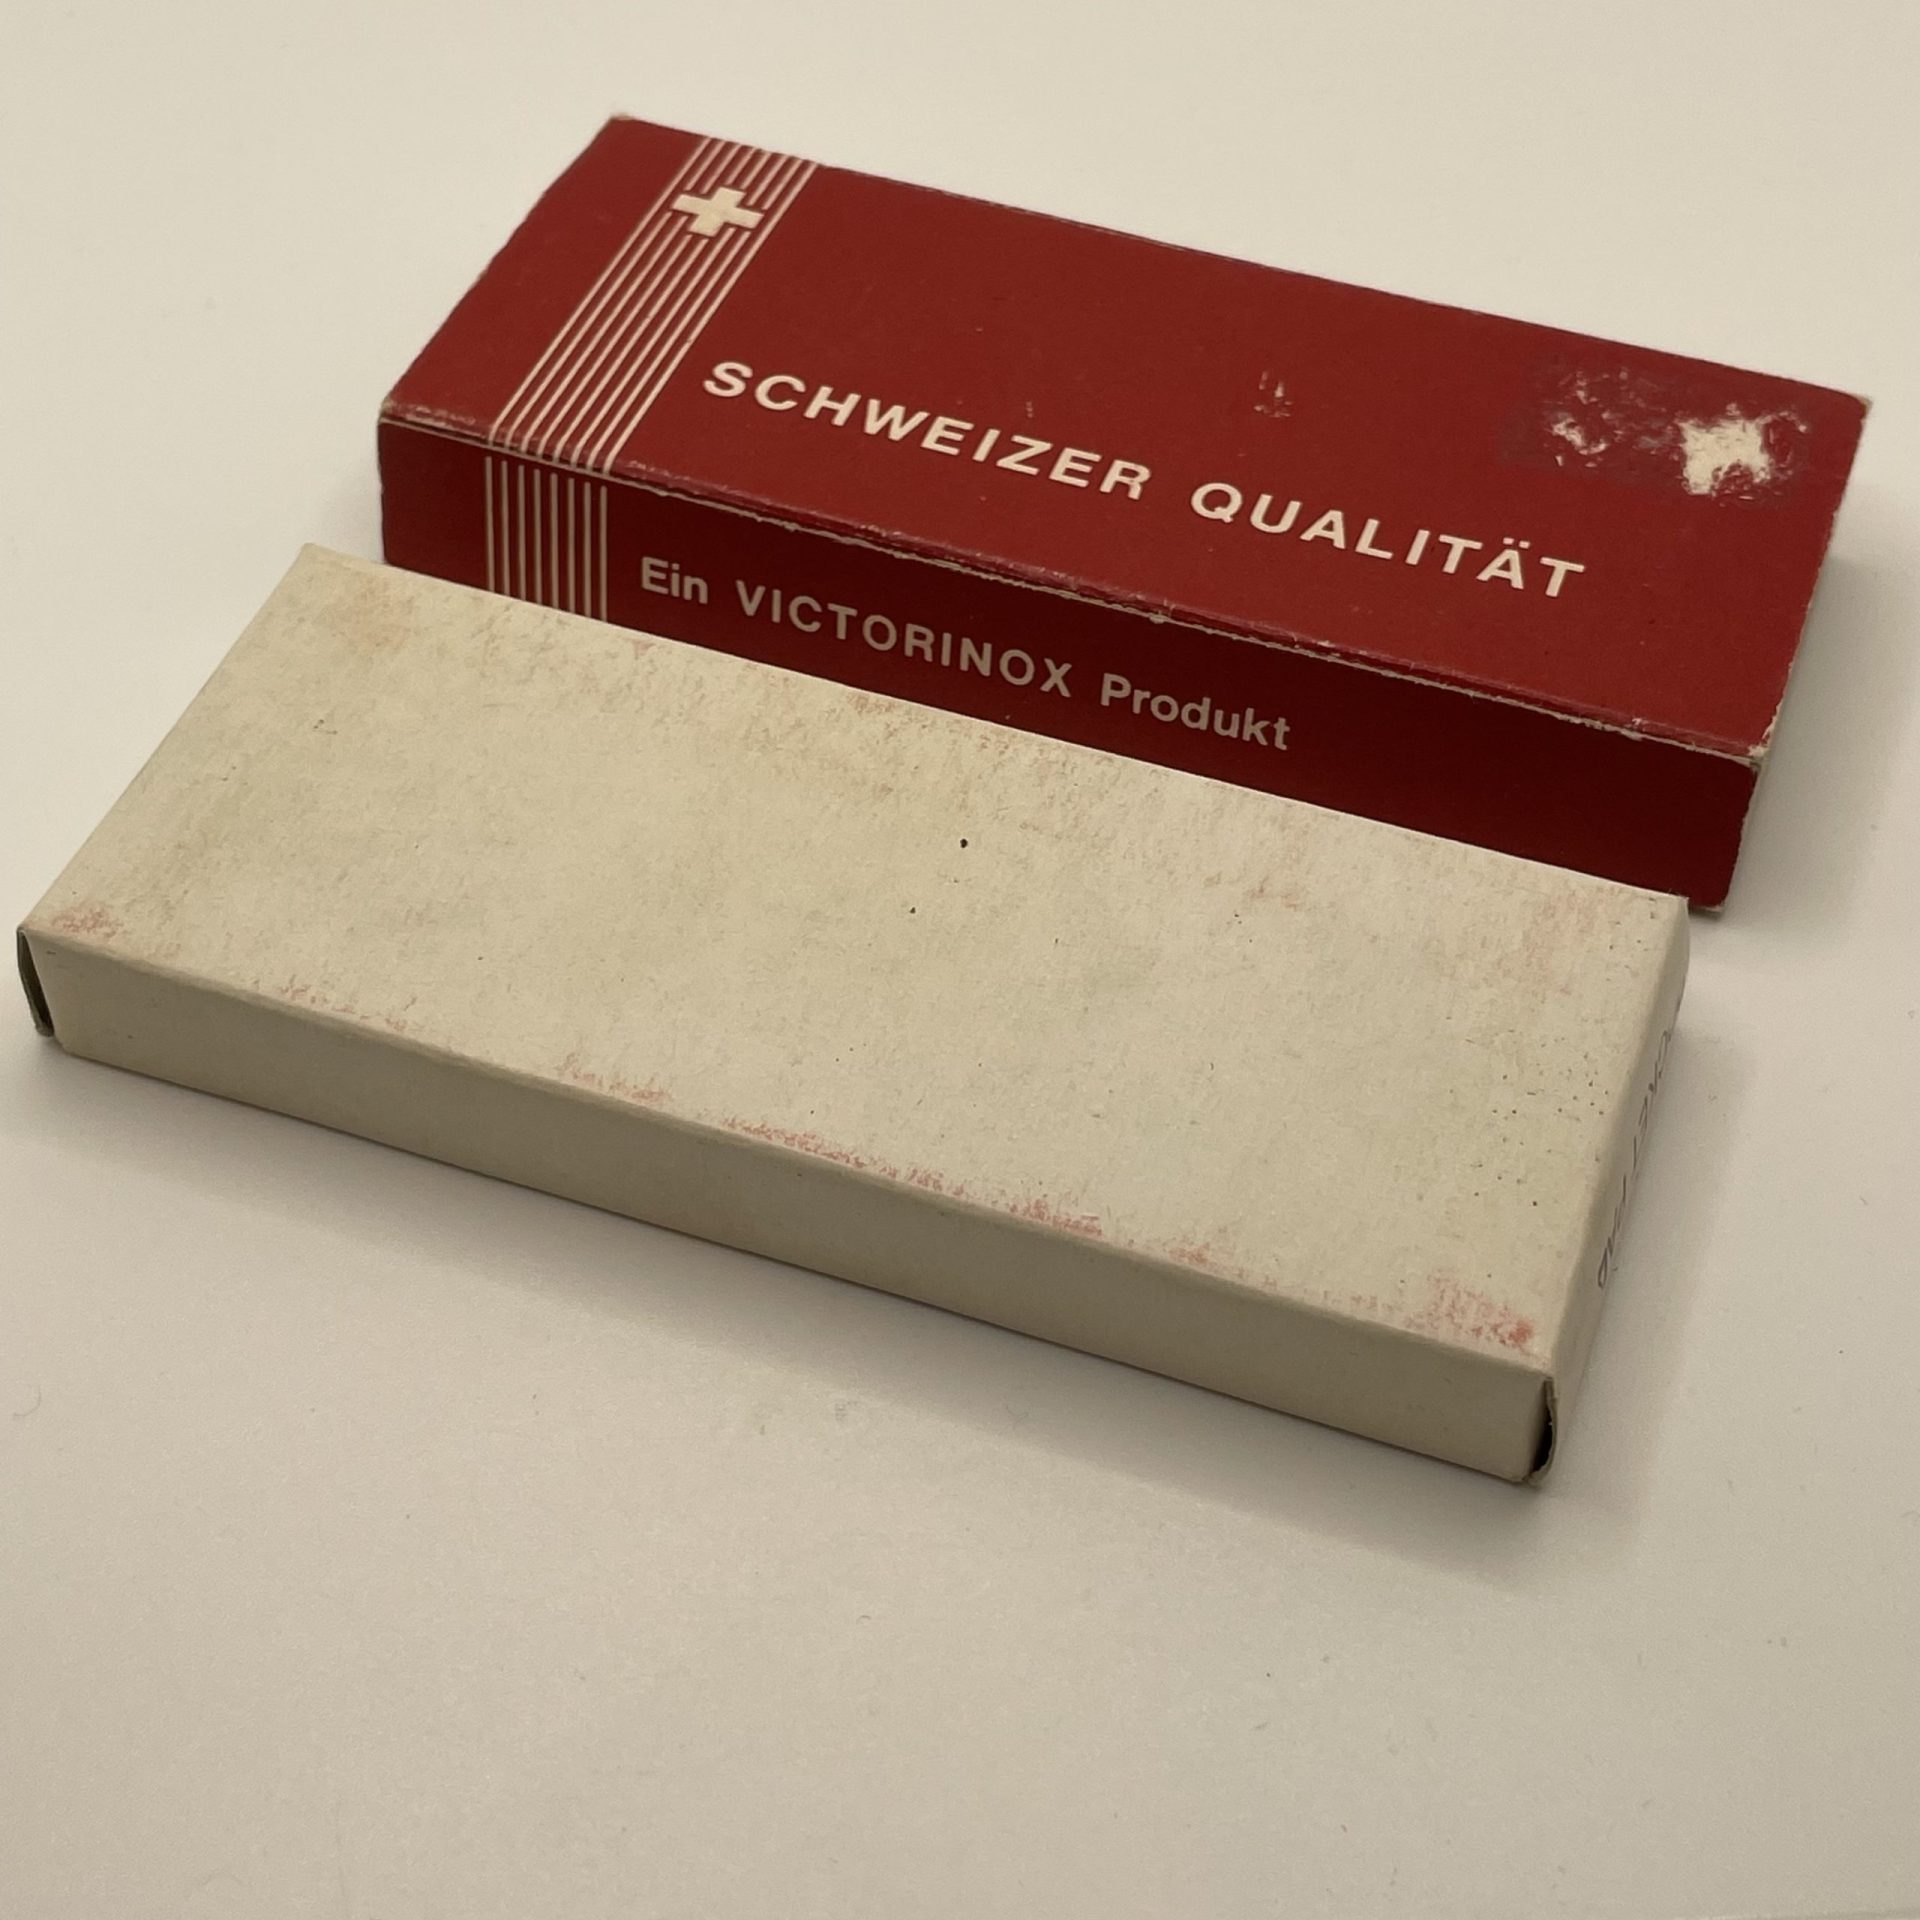 SCHWEIZER QUALITÄT
Ein VICTORINOX Produkt